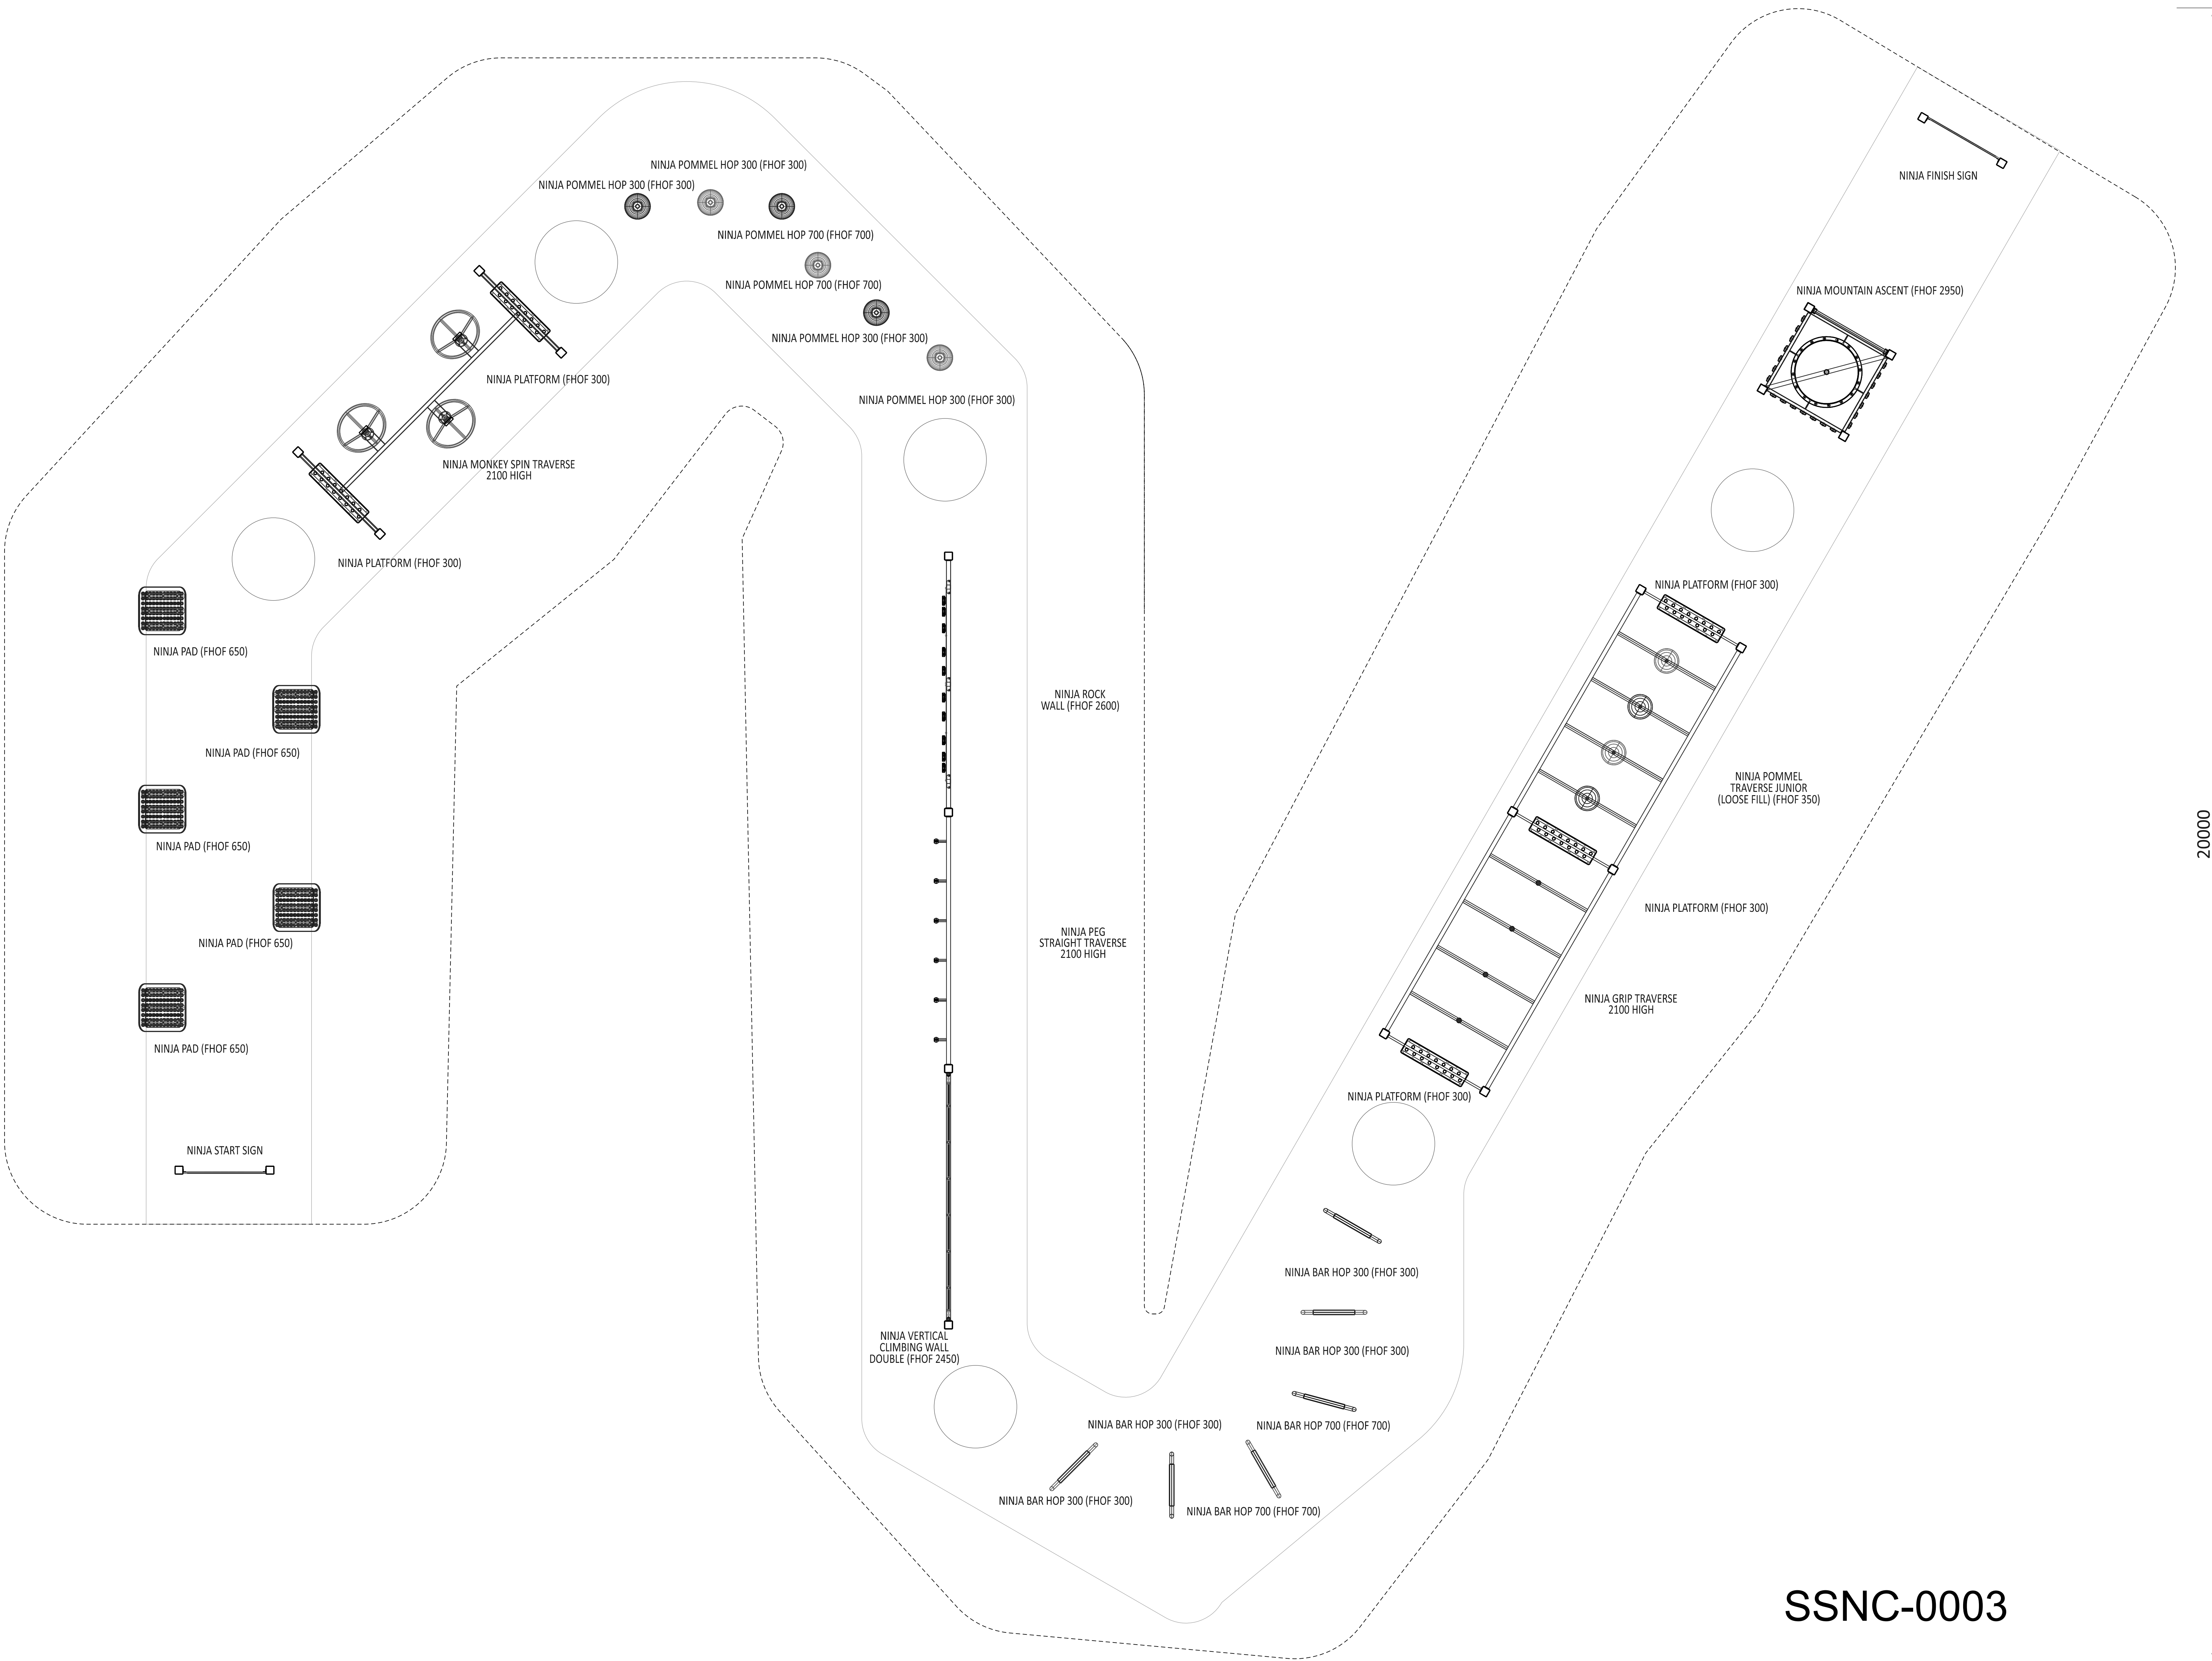 NINJA POMMEL HOP 300 (FHOF 300)
NINJA POMMEL HOP 300 (FHOF 300)
NINJA POMMEL HOP 700 (FHOF 700)
NINJA POMMEL HOP 700 (FHOF 700)
NINJA POMMEL HOP 300 (FHOF 300)
NINJA POMMEL HOP 300 (FHOF 300)
NINJA PLATFORM (FHOF 300)
NINJA MONKEY SPIN TRAVERSE
2100 HIGH
NINJA PLATFORM (FHOF 300)
NINJA PAD (FHOF 650)
NINJA PAD (FHOF 650)
NINJA PAD (FHOF 650)
NINJA PAD (FHOF 650)
NINJA PAD (FHOF 650)
NINJA START SIGN
NINJA ROCK
WALL (FHOF 2600)
NINJA PEG
STRAIGHT TRAVERSE
2100 HIGH
NINJA VERTICAL
CLIMBING WALL
DOUBLE (FHOF 2450)
NINJA BAR HOP 300 (FHOF 300)
NINJA BAR HOP 300 (FHOF 300)
NINJA BAR HOP 700 (FHOF 700)
NINJA BAR HOP 700 (FHOF 700)
NINJA BAR HOP 300 (FHOF 300)
NINJA BAR HOP 300 (FHOF 300)
NINJA PLATFORM (FHOF 300)
NINJA GRIP TRAVERSE
2100 HIGH
NINJA PLATFORM (FHOF 300)
NINJA POMMEL
TRAVERSE JUNIOR
(LOOSE FILL) (FHOF 350)
NINJA PLATFORM (FHOF 300)
NINJA MOUNTAIN ASCENT (FHOF 2950)
NINJA FINISH SIGN
20000
SSNC-0003